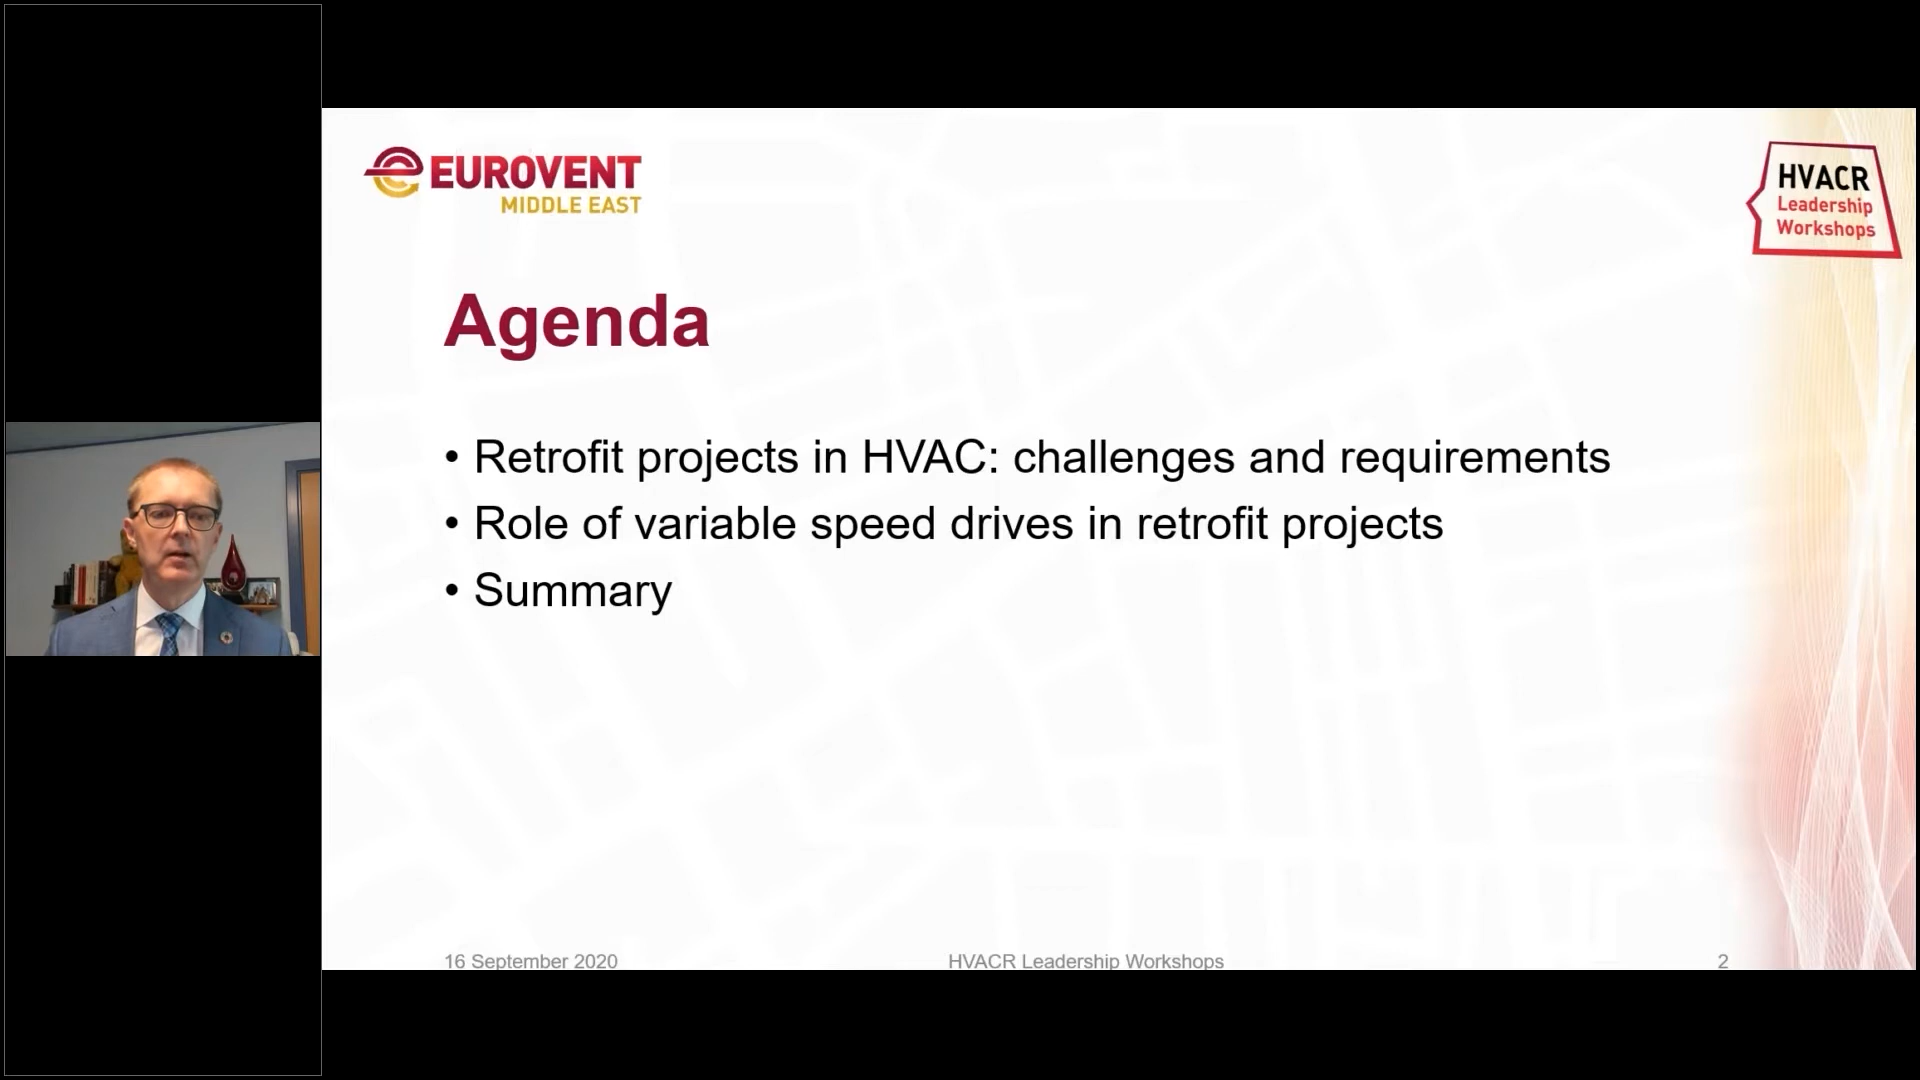 EUROVENT
MIDDLE EAST
HVACR
Leadership
Workshops
Agenda
• Retrofit projects in HVAC: challenges and requirements
• Role of variable speed drives in retrofit projects
• Summary
16 September 2020
HVACR Leadership Workshops
2